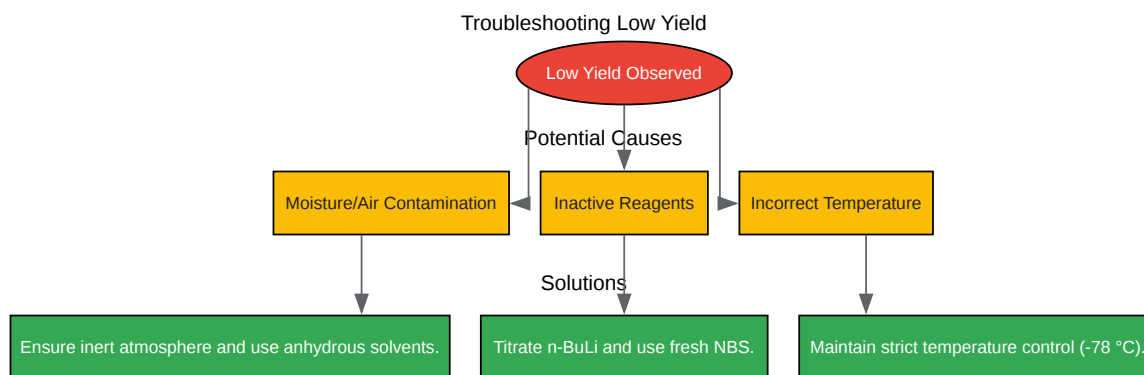 Troubleshooting Low Yield
Low Yield Observed
Potential Causes
Moisture/Air Contamination
Inactive Reagents
Incorrect Temperature
Solutions
Ensure inert atmosphere and use anhydrous solvents.
Titrate n-BuLi and use fresh NBS.
Maintain strict temperature control (-78 °C).